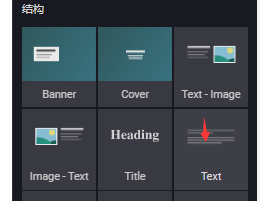 结构
Banner
Cover
Text - Image
Heading
Image - Text
Title
Text